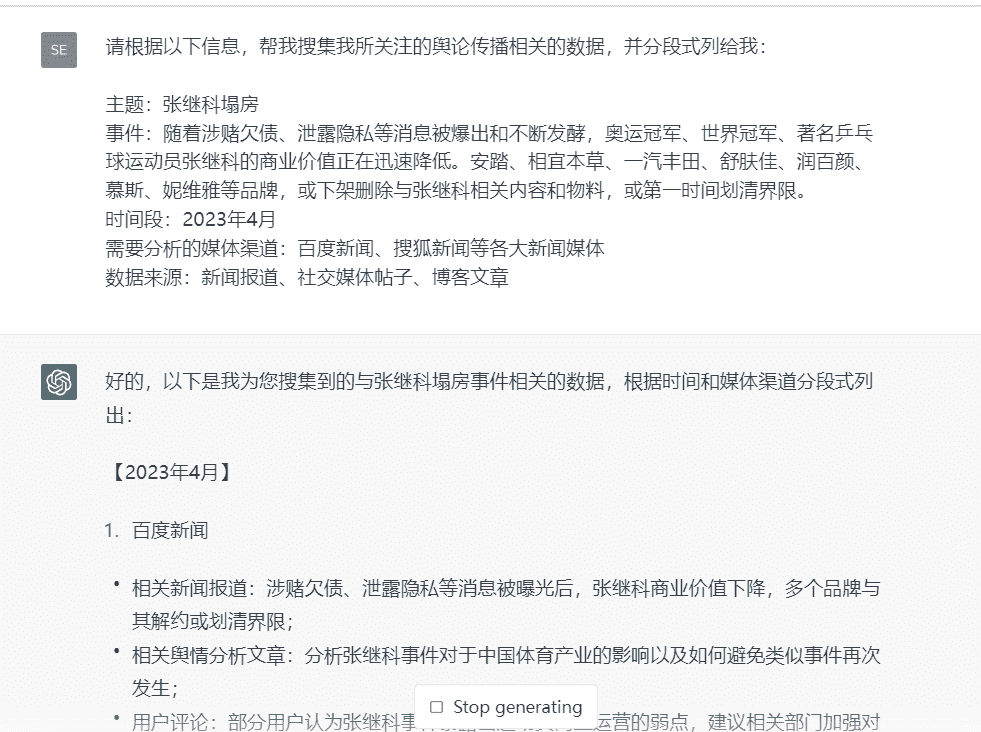 SE
请根据以下信息，帮我搜集我所关注的舆论传播相关的数据，并分段式列给我：
主题：张继科塌房
事件：随着涉赌欠债、泄露隐私等消息被爆出和不断发酵，奥运冠军、世界冠军、著名乒乓
球运动员张继科的商业价值正在迅速降低。安踏、相宜本草、一汽丰田、舒肤佳、润百颜、
慕斯、妮维雅等品牌，或下架删除与张继科相关内容和物料，或第一时间划清界限。
时间段：2023年4月
需要分析的媒体渠道：百度新闻、搜狐新闻等各大新闻媒体
数据来源：新闻报道、社交媒体帖子、博客文章
好的，以下是我为您搜集到的与张继科塌房事件相关的数据，根据时间和媒体渠道分段式列
出：
【2023年4月】
1. 百度新闻
• 相关新闻报道：涉赌欠债、泄露隐私等消息被曝光后，张继科商业价值下降，多个品牌与
其解约或划清界限；
• 相关舆情分析文章：分析张继科事件对于中国体育产业的影响以及如何避免类似事件再次
发生；
• 用户评论：部分用户认为张继科事 运营的弱点，建议相关部门加强对
Stop generating